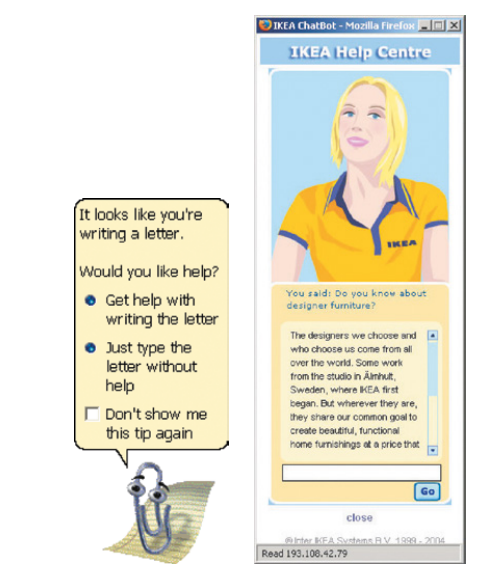 It looks like you're
writing a letter.
Would you like help?
Get help with
writing the letter
Just type the
letter without
help
Don't show me
this tip again
IKEA ChatBot - Mozilla Firefox
IKEA Help Centre
IKEA
You said: Do you know about
designer furniture?
The designers we choose and
who choose us come from all
over the world. Some work
from the studio in Älmhult,
Sweden, where IKEA first
began. But wherever they are,
they share our common goal to
create beautiful, functional
home furnishings at a price that
Go
close
© Inter IKEA Systems B.V. 1999 - 2004
Read 193.108.42.79